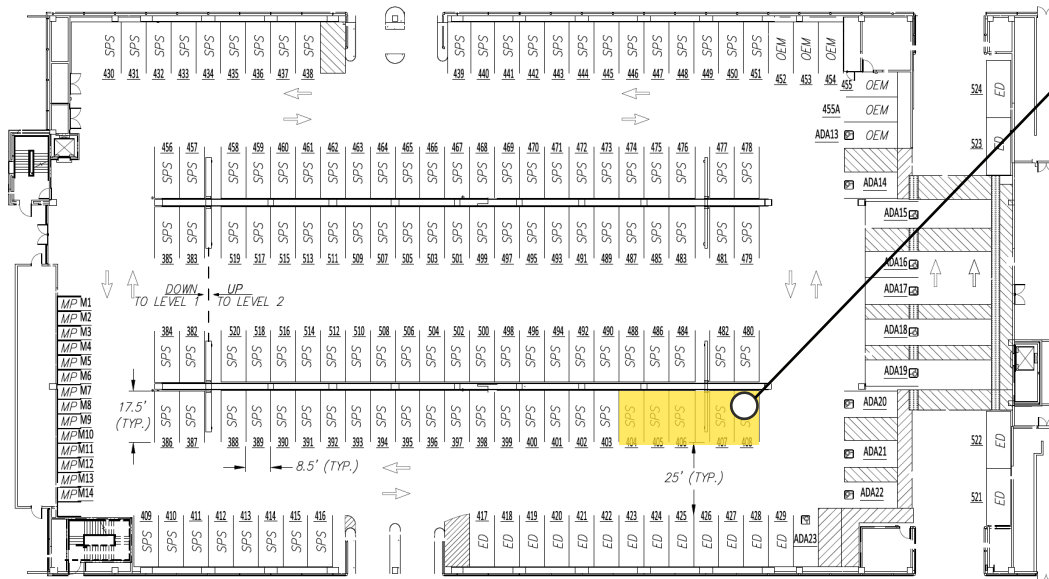 SPS SPS SPS SPS SPS SPS SPS SPS SPS SPS SPS SPS SPS SPS SPS SPS SPS SPS SPS SPS SPS SPS OEM OEM OEM
430 431 432 433 434 435 436 437 438 439 440 441 442 443 444 445 446 447 448 449 450 451 452 453 454
455 OEM
455A OEM
ADA13 OEM
524 ED
523 ED
456 457 458 459 460 461 462 463 464 465 466 467 468 469 470 471 472 473 474 475 476 477 478
SPS SPS SPS SPS SPS SPS SPS SPS SPS SPS SPS SPS SPS SPS SPS SPS SPS SPS SPS SPS SPS SPS SPS
ADA14
ADA15
SPS SPS SPS SPS SPS SPS SPS SPS SPS SPS SPS SPS SPS SPS SPS SPS SPS SPS SPS SPS SPS SPS SPS
385 383 519 517 515 513 511 509 507 505 503 501 499 497 495 493 491 489 487 485 483 481 479
ADA16
ADA17
DOWN UP
TO LEVEL 1 TO LEVEL 2
MP M1
MP M2
MP M3
MP M4
MP M5
MP M6
MP M7
MP M8
MP M9
MP M10
MP M11
MP M12
MP M13
MP M14
384 382 520 518 516 514 512 510 508 506 504 502 500 498 496 494 492 490 488 486 484 482 480
SPS SPS SPS SPS SPS SPS SPS SPS SPS SPS SPS SPS SPS SPS SPS SPS SPS SPS SPS SPS SPS SPS SPS
ADA18
ADA19
17.5'
(TYP.)
SPS SPS SPS SPS SPS SPS SPS SPS SPS SPS SPS SPS SPS SPS SPS SPS SPS SPS SPS SPS SPS SPS SPS
386 387 388 389 390 391 392 393 394 395 396 397 398 399 400 401 402 403 404 405 406 407 408
ADA20
ADA21
ADA22
522 ED
521 ED
8.5' (TYP.)
25' (TYP.)
409 410 411 412 413 414 415 416 417 418 419 420 421 422 423 424 425 426 427 428 429
SPS SPS SPS SPS SPS SPS SPS SPS ED ED ED ED ED ED ED ED ED ED ED ED ED
ADA23